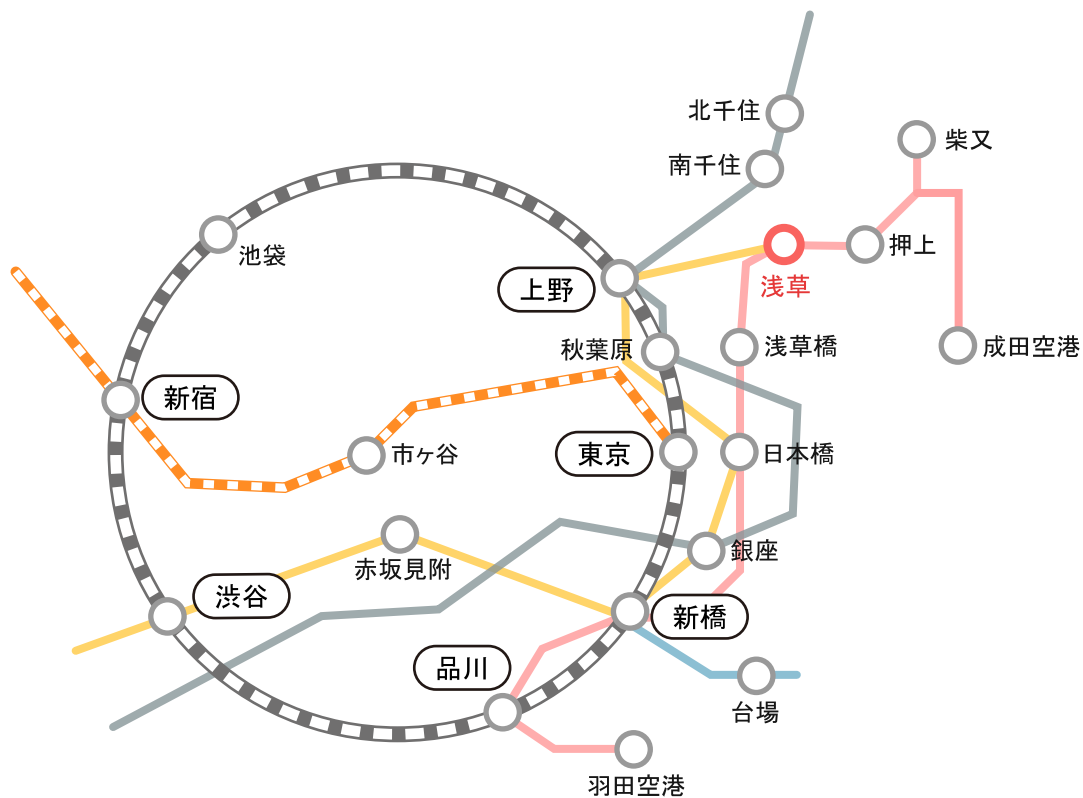 北千住
柴又
南千住
押上
池袋
浅草
上野
秋葉原
浅草橋
成田空港
新宿
市ヶ谷
東京
日本橋
銀座
赤坂見附
渋谷
新橋
品川
台場
羽田空港